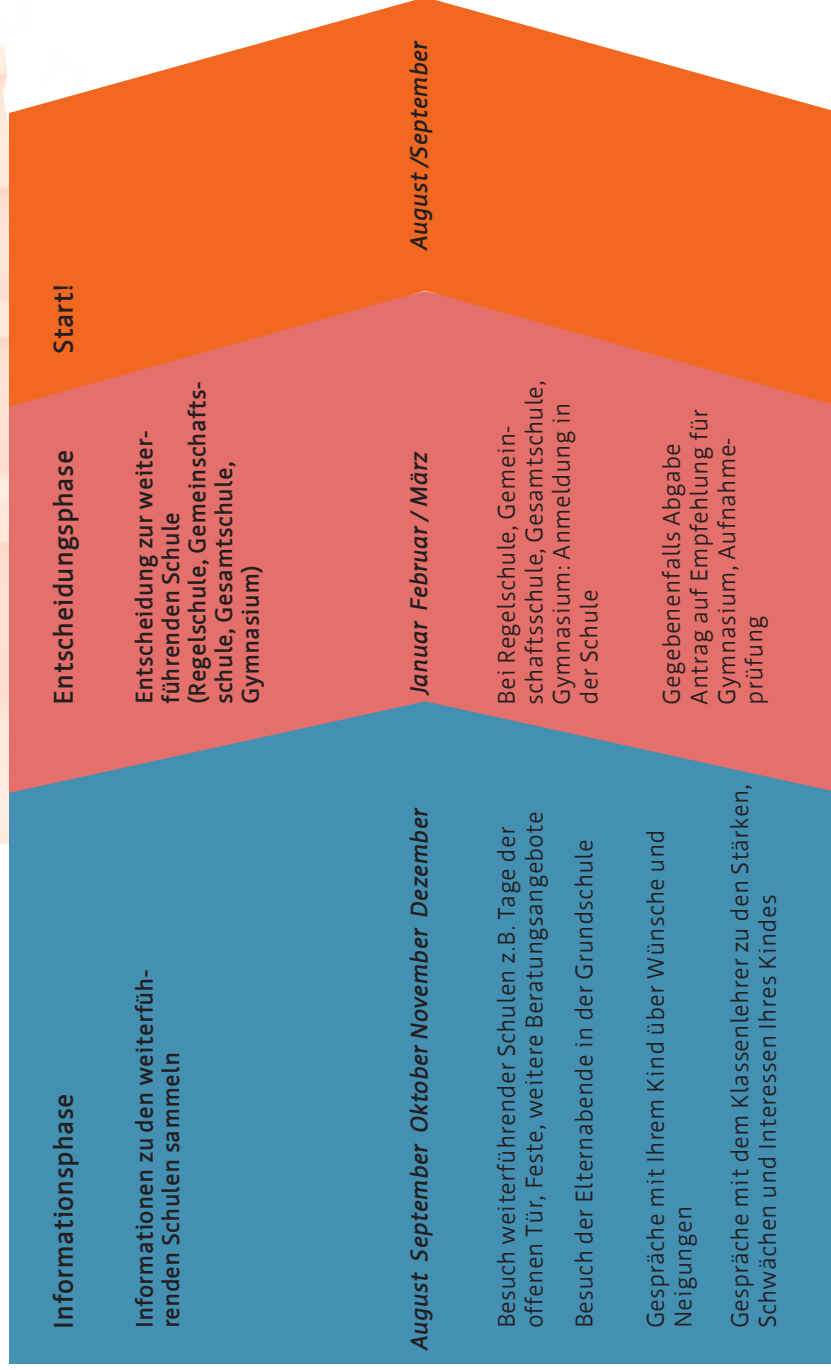 Informationsphase
Informationen zu den weiterfüh-
renden Schulen sammeln
August September Oktober November Dezember
Besuch weiterführender Schulen z.B. Tage der
offenen Tür, Feste, weitere Beratungsangebote
Besuch der Elternabende in der Grundschule
Gespräche mit Ihrem Kind über Wünsche und
Neigungen
Gespräche mit dem Klassenlehrer zu den Stärken,
Schwächen und Interessen Ihres Kindes
Entscheidungsphase
Entscheidung zur weiter-
führenden Schule
(Regelschule, Gemeinschafts-
schule, Gesamtschule,
Gymnasium)
Januar Februar / März
Bei Regelschule, Gemein-
schaftsschule, Gesamtschule,
Gymnasium: Anmeldung in
der Schule
Gegebenenfalls Abgabe
Antrag auf Empfehlung für
Gymnasium, Aufnahme-
prüfung
Start!
August /September